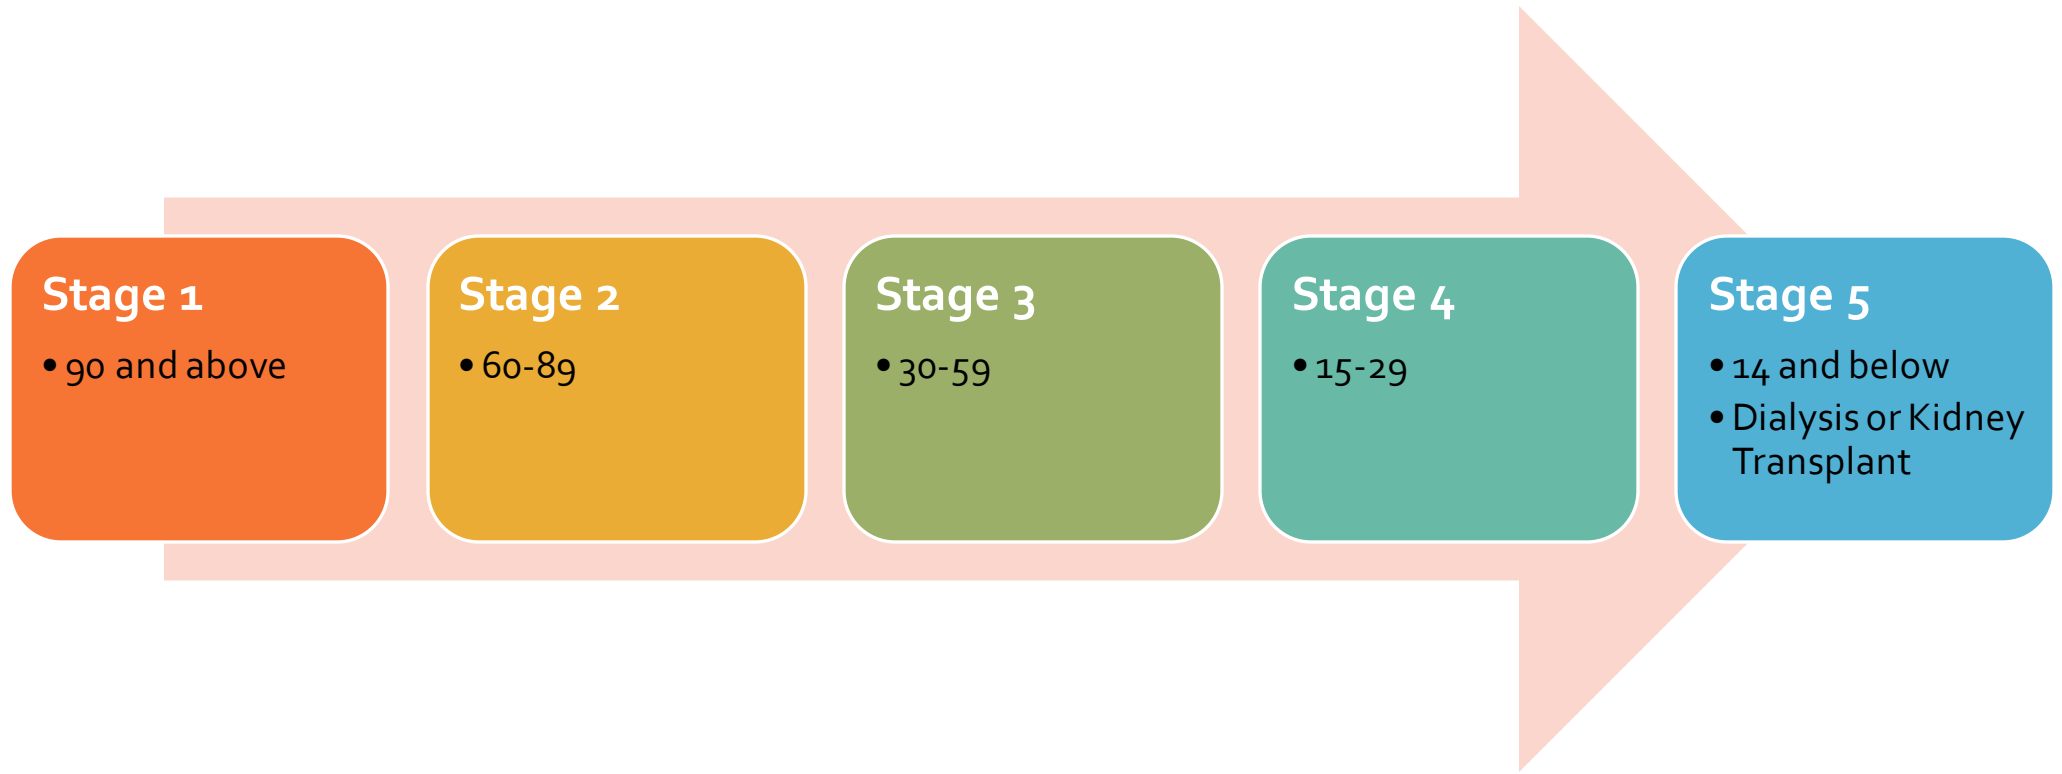 Stage 1
• 90 and above
Stage 2
• 60-89
Stage 3
• 30-59
Stage 4
• 15-29
Stage 5
• 14 and below
• Dialysis or Kidney
Transplant